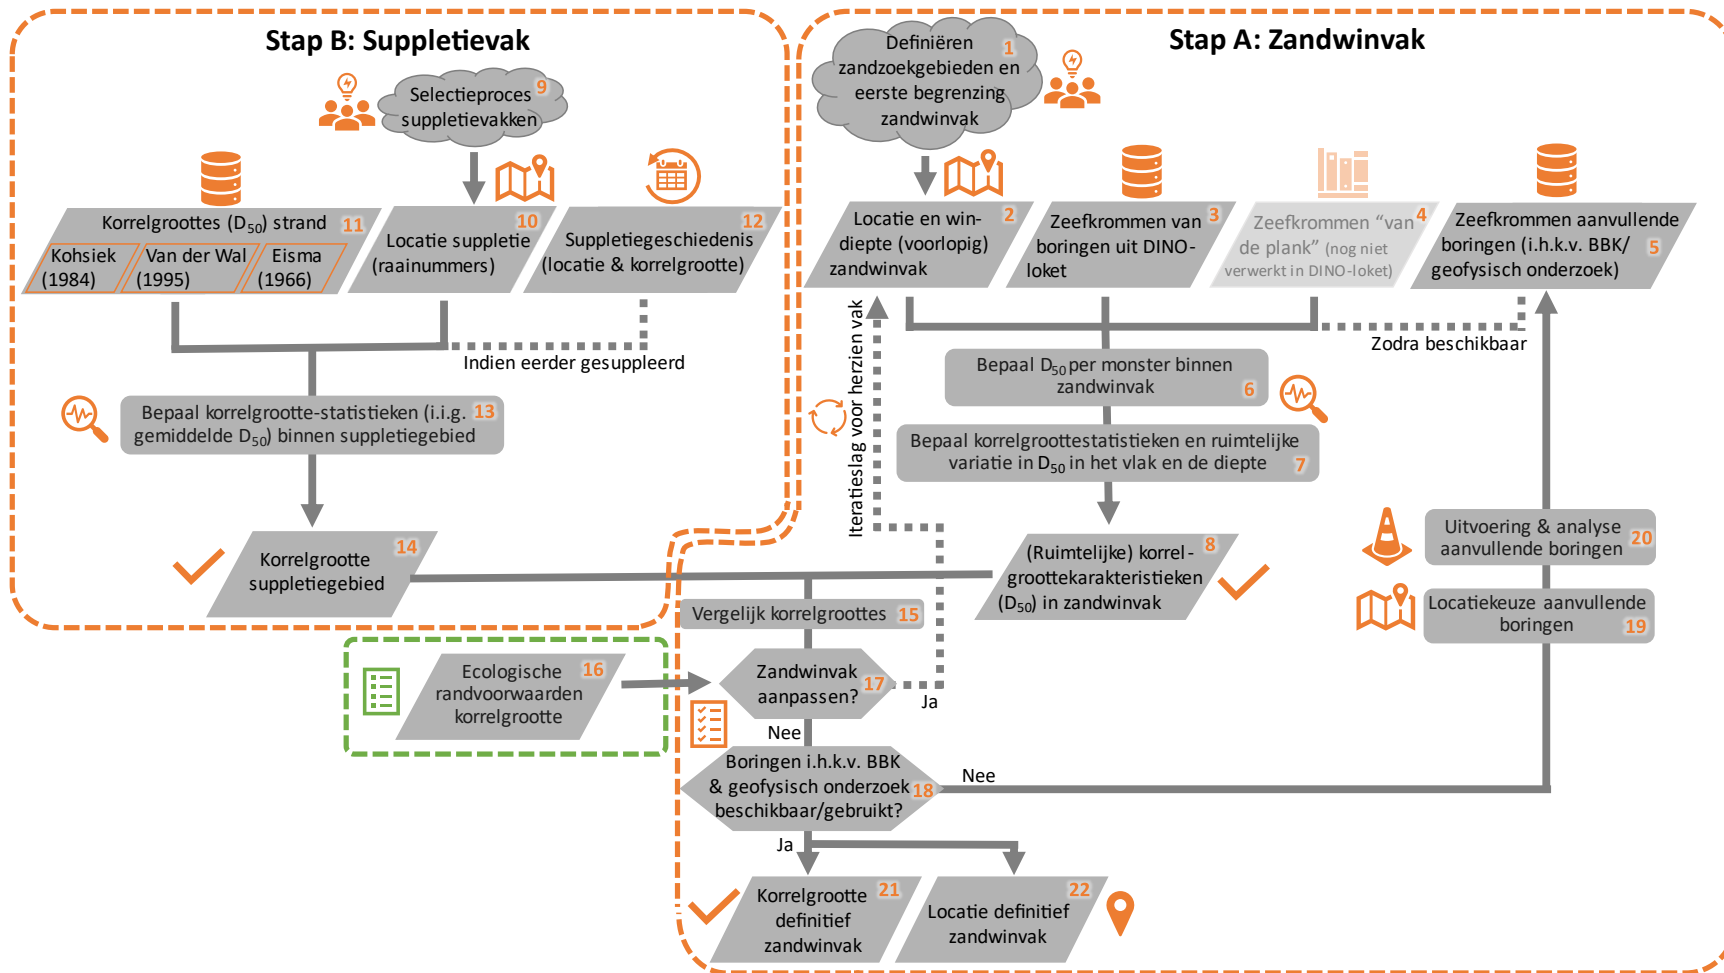 Stap B: Suppletievak
Selectieproces 9
suppletievakken
Korrelgroottes (D50) strand 11
Kohsiek
(1984)
Van der Wal
(1995)
Eisma
(1966)
10
Locatie suppletie
(raainummers)
12
Suppletiegeschiedenis
(locatie & korrelgrootte)
Indien eerder gesuppleerd
Bepaal korrelgrootte-statistieken (i.i.g. 13
gemiddelde D50) binnen suppletiegebied
14
Korrelgrootte
suppletiegebied
Stap A: Zandwinvak
Definiëren 1
zandzoekgebieden en
eerste begrenzing
zandwinvak
Locatie en win- 2
diepte (voorlopig)
zandwinvak
Zeefkrommen van 3
boringen uit DINO-
loket
4
Zeefkrommen “van
de plank” (nog niet
verwerkt in DINO-loket)
Zeefkrommen aanvullende
boringen (i.h.k.v. BBK/ 5
geofysisch onderzoek)
Zodra beschikbaar
Bepaal D50 per monster binnen
zandwinvak 6
Bepaal korrelgroottestatistieken en ruimtelijke
variatie in D50 in het vlak en de diepte 7
Iteratieslag voor herzien vak
(Ruimtelijke) korrel- 8
groottekarakteristieken
(D50) in zandwinvak
Uitvoering & analyse
aanvullende boringen 20
Locatiekeuze aanvullende
boringen 19
Vergelijk korrelgroottes 15
Ecologische 16
randvoorwaarden
korrelgrootte
Zandwinvak
aanpassen? 17
Ja
Nee
Boringen i.h.k.v. BBK
& geofysisch onderzoek 18
beschikbaar/gebruikt?
Nee
Ja
Korrelgrootte 21
definitief
zandwinvak
22
Locatie definitief
zandwinvak